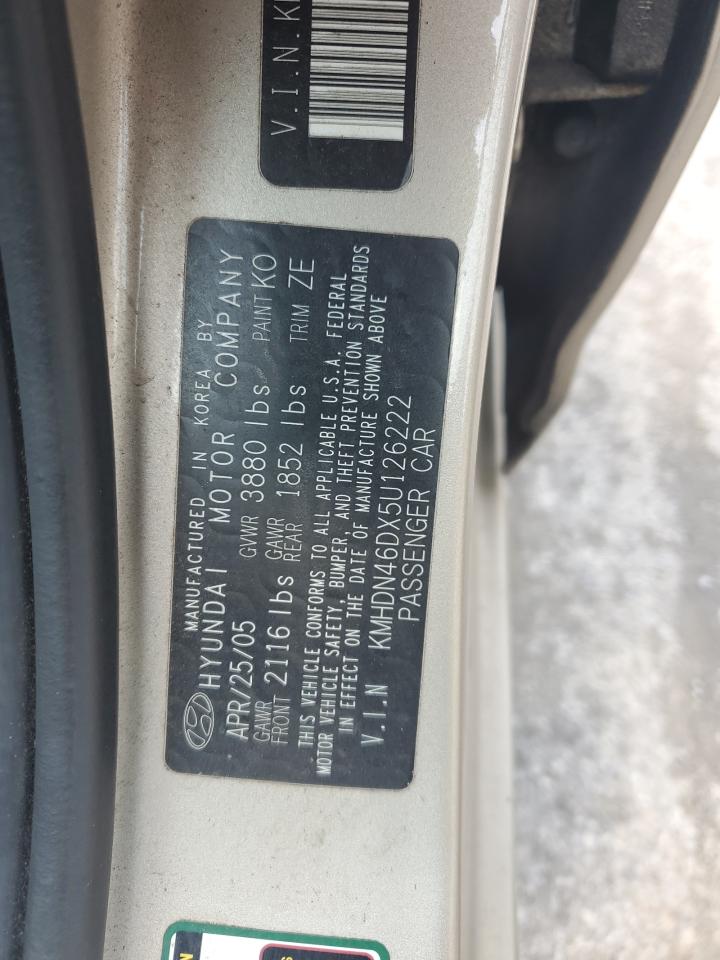 V.I.N.
MANUFACTURED IN KOREA BY
HYUNDAI MOTOR COMPANY
APR/25/05 GVWR 3880 lbs PAINT KO
GAWR FRONT 2116 lbs GAWR REAR 1852 lbs TRIM ZE
THIS VEHICLE CONFORMS TO ALL APPLICABLE U.S.A. FEDERAL
MOTOR VEHICLE SAFETY, BUMPER, AND THEFT PREVENTION STANDARDS
IN EFFECT ON THE DATE OF MANUFACTURE SHOWN ABOVE
V.I.N KMHDN46DX5U126222
PASSENGER CAR